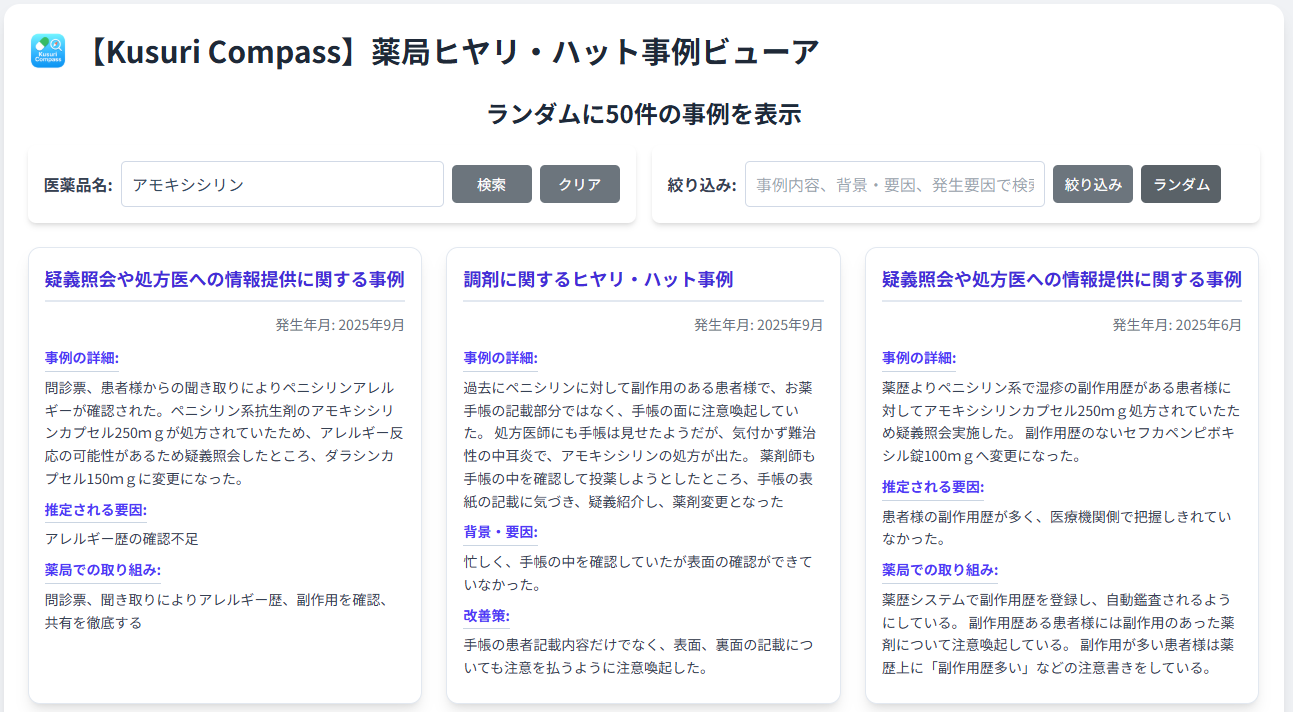 Kusuri
Compass
【Kusuri Compass】薬局ヒヤリ・ハット事例ビューア
ランダムに50件の事例を表示
医薬品名:
アモキシシリン
検索
クリア
絞り込み:
事例内容、背景・要因、発生要因で検索
絞り込み
ランダム
疑義照会や処方医への情報提供に関する事例
発生年月: 2025年9月
事例の詳細:
問診票、患者様からの聞き取りによりペニシリンアレル
ギーが確認された。ペニシリン系抗生剤のアモキシシリ
ンカプセル250ｍｇが処方されていたため、アレルギー反
応の可能性があるため疑義照会したところ、ダラシンカ
プセル150ｍｇに変更になった。
推定される要因:
アレルギー歴の確認不足
薬局での取り組み:
問診票、聞き取りによりアレルギー歴、副作用を確認、
共有を徹底する
調剤に関するヒヤリ・ハット事例
発生年月: 2025年9月
事例の詳細:
過去にペニシリンに対して副作用のある患者様で、お薬
手帳の記載部分ではなく、手帳の面に注意喚起してい
た。 処方医師にも手帳は見せたようだが、気付かず難治
性の中耳炎で、アモキシシリンの処方が出た。 薬剤師も
手帳の中を確認して投薬しようとしたところ、手帳の表
紙の記載に気づき、疑義紹介し、薬剤変更となった
背景・要因:
忙しく、手帳の中を確認していたが表面の確認ができて
いなかった。
改善策:
手帳の患者記載内容だけでなく、表面、裏面の記載につ
いても注意を払うように注意喚起した。
疑義照会や処方医への情報提供に関する事例
発生年月: 2025年6月
事例の詳細:
薬歴よりペニシリン系で湿疹の副作用歴がある患者様に
対してアモキシシリンカプセル250ｍｇ処方されていたた
め疑義照会実施した。 副作用歴のないセフカペンピボキ
シル錠100ｍｇへ変更になった。
推定される要因:
患者様の副作用歴が多く、医療機関側で把握しきれてい
なかった。
薬局での取り組み:
薬歴システムで副作用歴を登録し、自動鑑査されるよう
にしている。 副作用歴ある患者様には副作用のあった薬
剤について注意喚起している。 副作用が多い患者様は薬
歴上に「副作用歴多い」などの注意書きをしている。